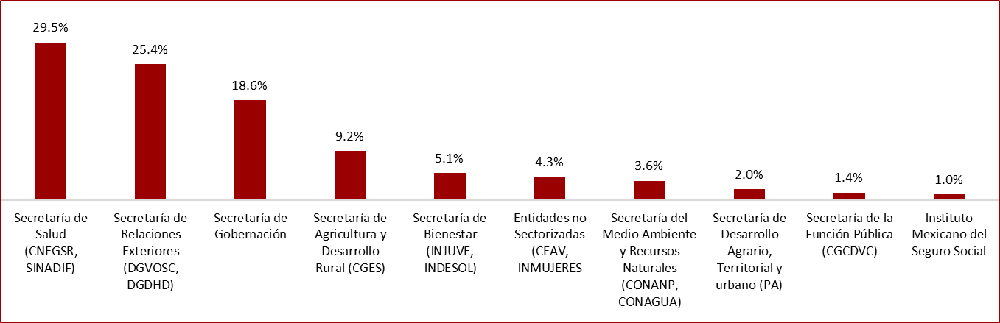 29.5%
25.4%
18.6%
9.2%
5.1%
4.3%
3.6%
2.0%
1.4%
1.0%
Secretaría de
Salud
(CNEGSR,
SINADIF)
Secretaría de
Relaciones
Exteriores
(DGVOSC,
DGDHD)
Secretaría de
Gobernación
Secretaría de
Agricultura y
Desarrollo
Rural (CGES)
Secretaría de
Bienestar
(INJUVE,
INDESOL)
Entidades no
Sectorizadas
(CEAV,
INMUJERES
Secretaría del
Medio Ambiente
y Recursos
Naturales
(CONANP,
CONAGUA)
Secretaría de
Desarrollo
Agrario,
Territorial y
urbano (PA)
Secretaría de la
Función Pública
(CGCDVC)
Instituto
Mexicano del
Seguro Social